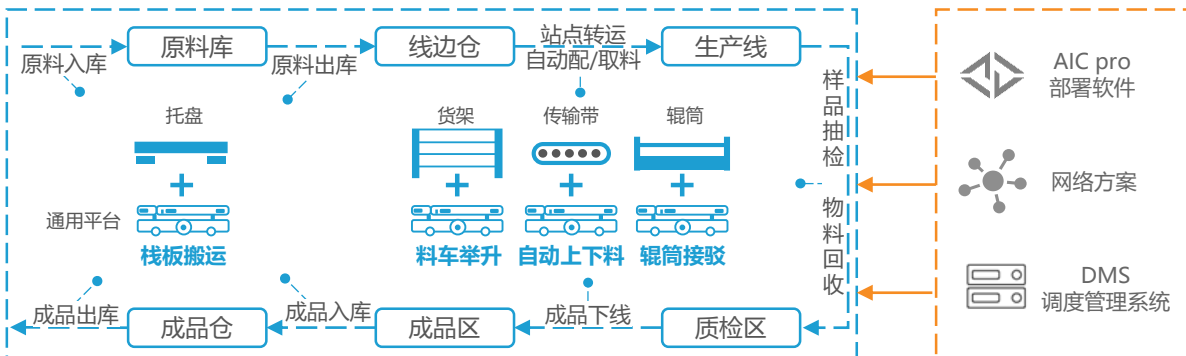 原料入库
原料库
原料出库
线边仓
站点转运
自动配/取料
生产线
托盘
货架
传输带
辊筒
样品抽检
物料回收
通用平台
栈板搬运
料车举升
自动上下料
辊筒接驳
成品出库
成品仓
成品入库
成品区
成品下线
质检区
AIC pro
部署软件
网络方案
DMS
调度管理系统